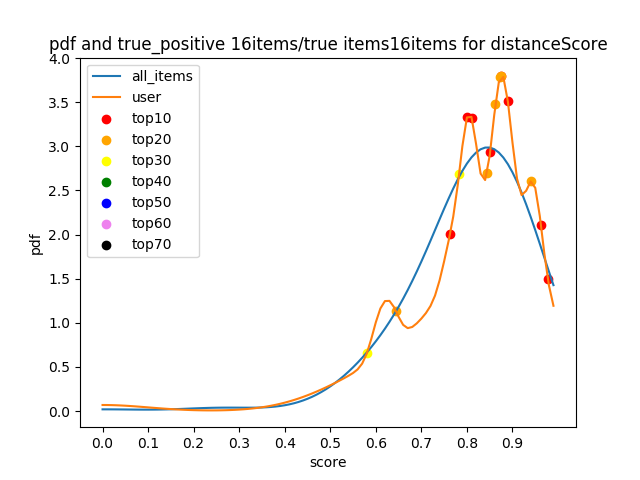 pdf and true_positive 16items/true items16items for distanceScore
4.0
3.5
3.0
2.5
2.0
1.5
1.0
0.5
0.0
pdf
all_items
user
top10
top20
top30
top40
top50
top60
top70
0.0 0.1 0.2 0.3 0.4 0.5 0.6 0.7 0.8 0.9
score